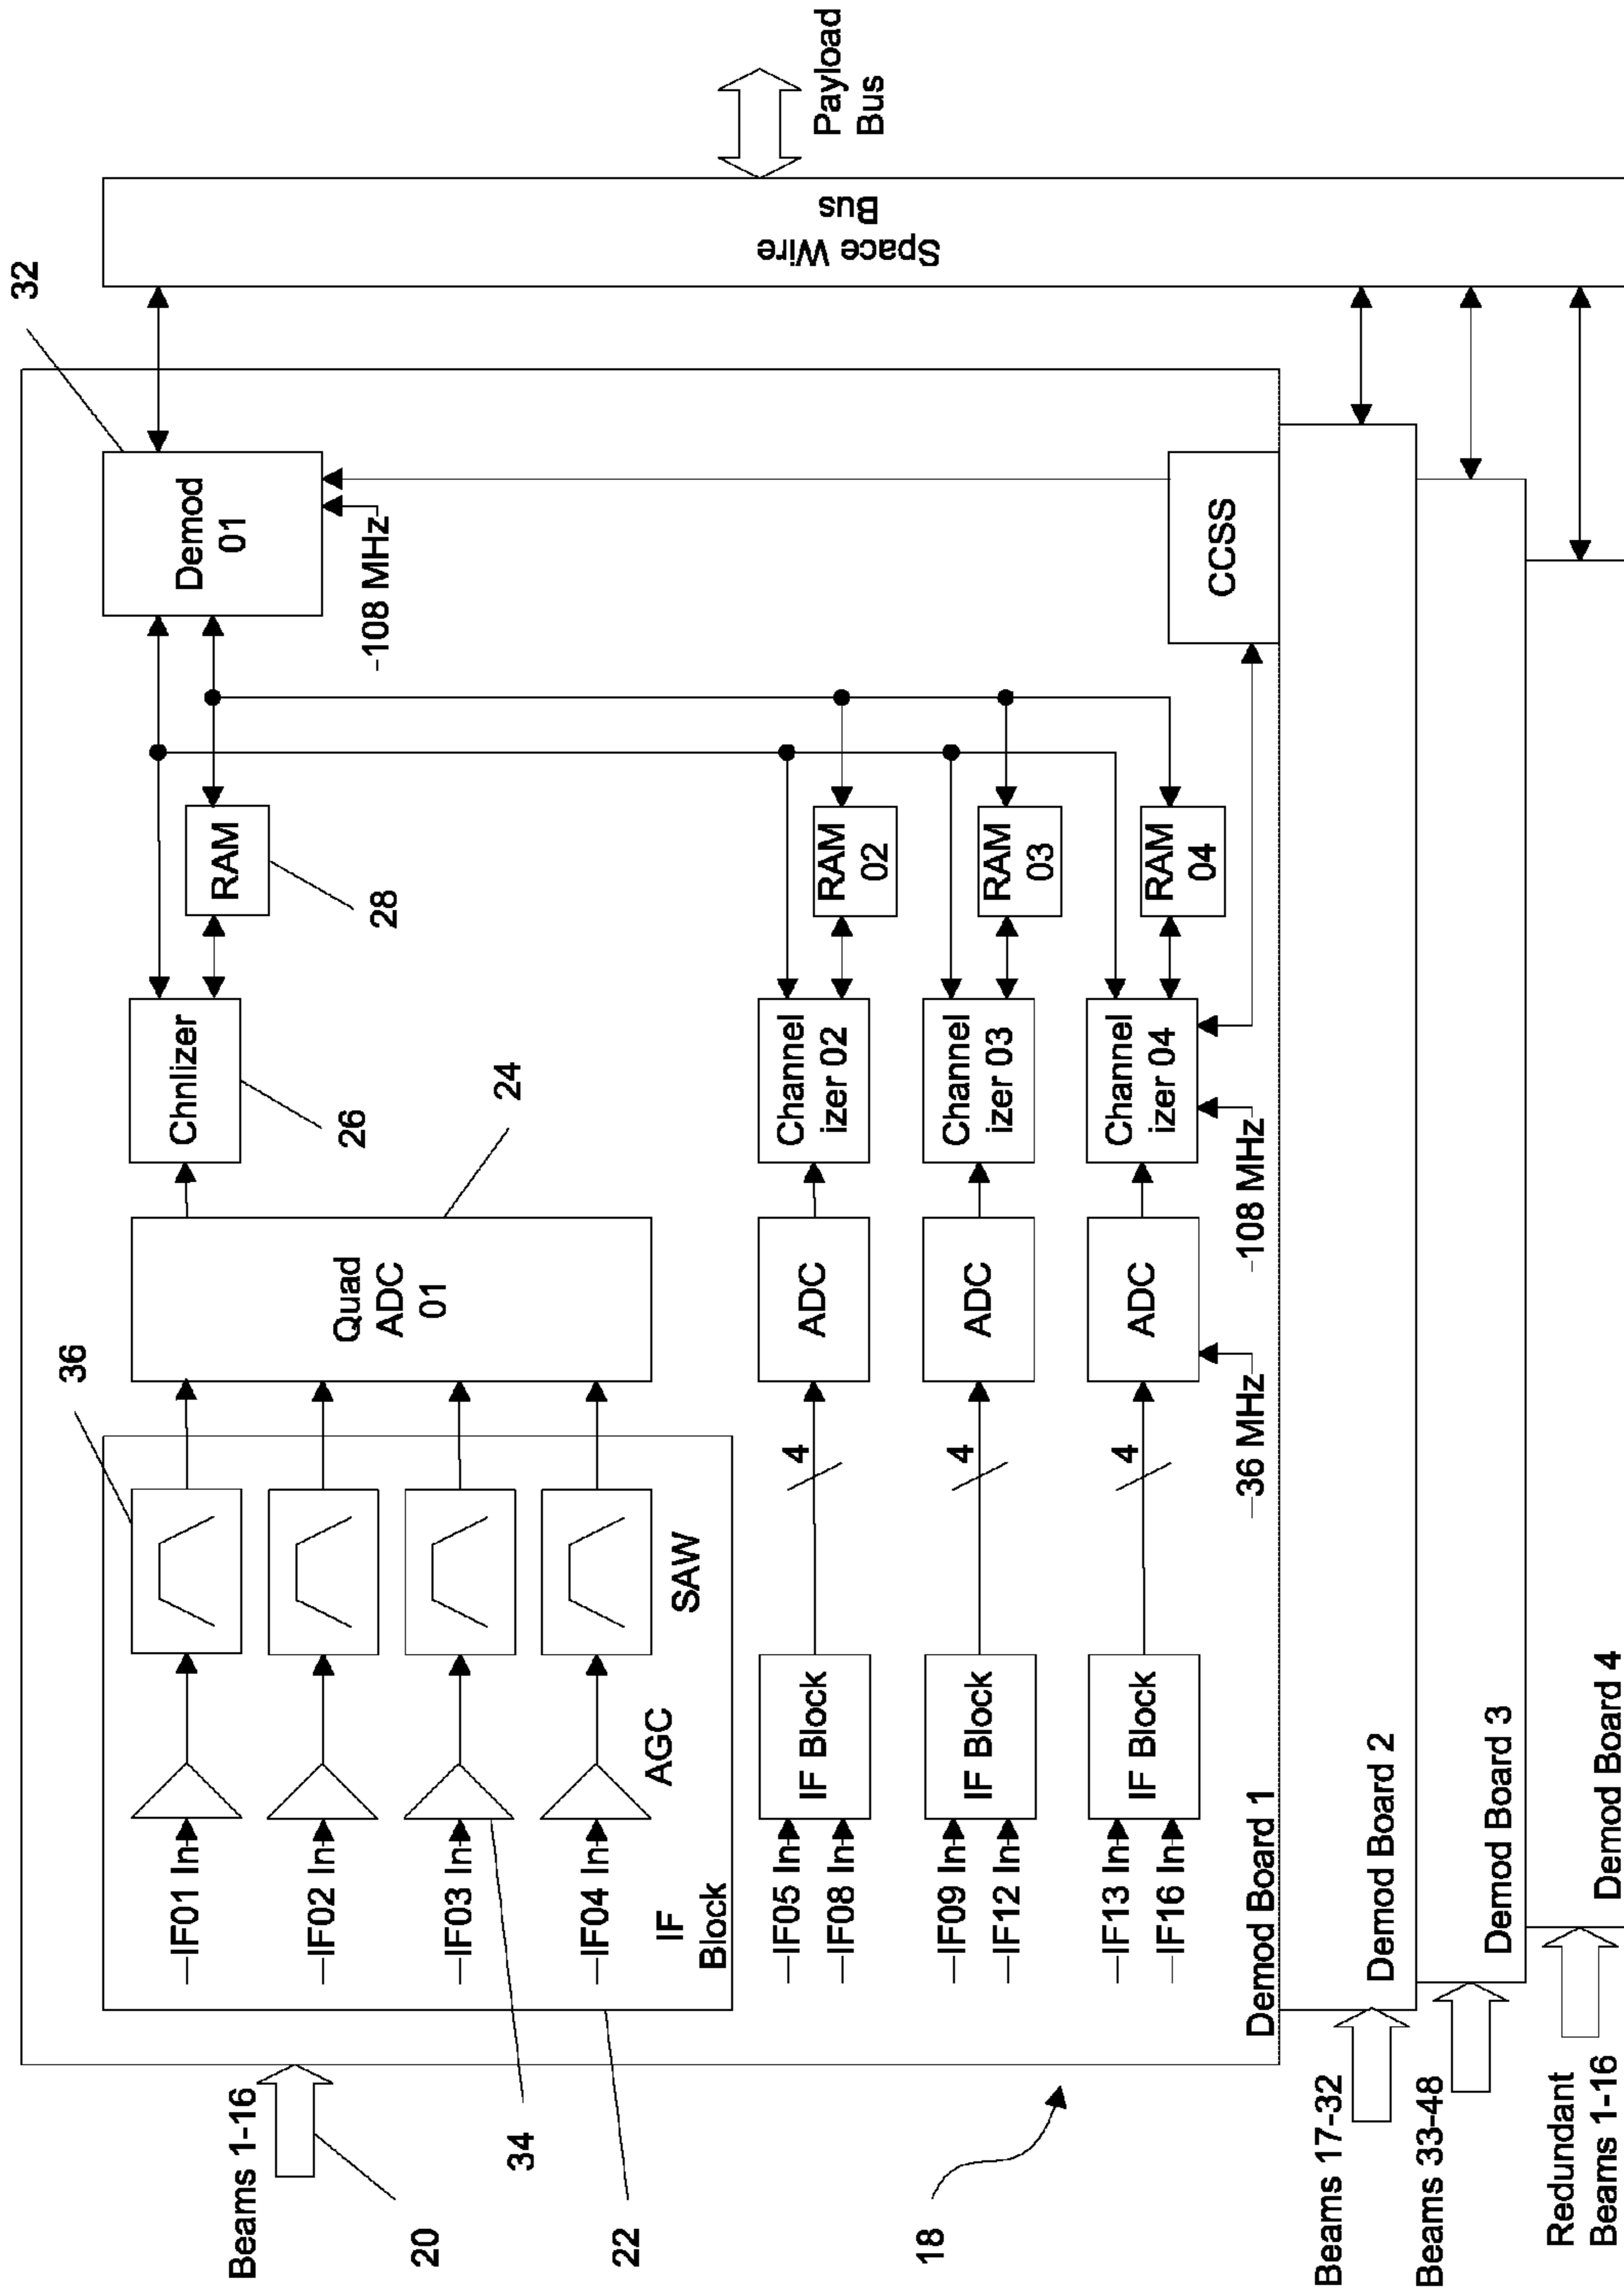 Beams 1-16
20
22
18
34
IF01 In
IF02 In
IF03 In
IF04 In
IF
Block
AGC
SAW
36
Quad
ADC
01
24
Chnlizer
26
RAM
28
Demod
01
32
-108 MHz-
IF05 In
IF08 In
IF Block
4
ADC
Channel
izer 02
RAM
02
IF09 In
IF12 In
IF Block
4
ADC
Channel
izer 03
RAM
03
IF13 In
IF16 In
IF Block
4
ADC
Channel
izer 04
RAM
04
-36 MHz-
-108 MHz-
CCSS
Demod Board 1
Beams 17-32
Demod Board 2
Beams 33-48
Demod Board 3
Redundant
Beams 1-16
Demod Board 4
Space Wire
Bus
Payload
Bus